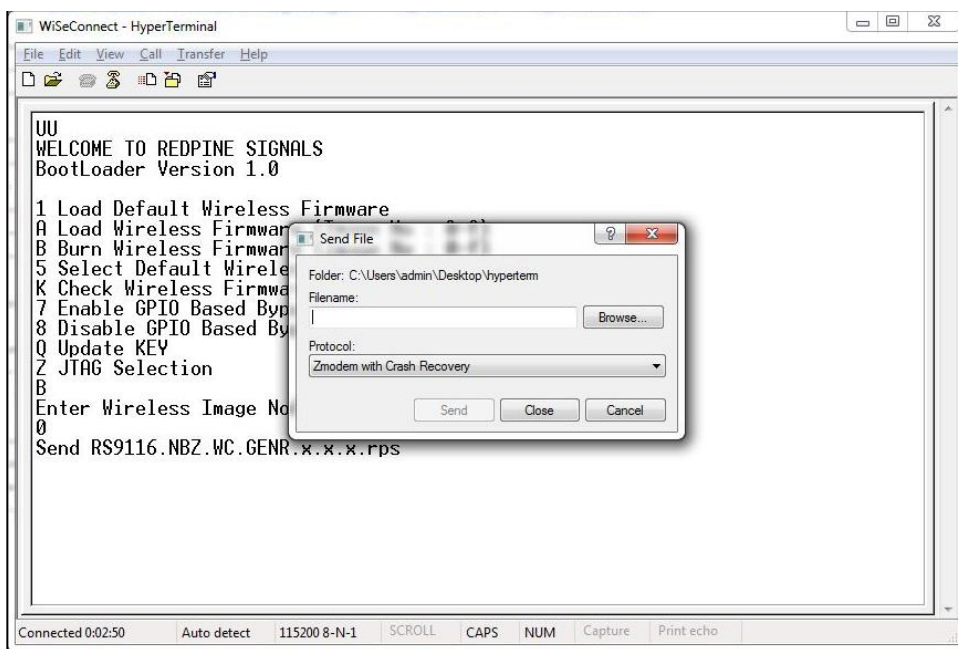 WiSeConnect - HyperTerminal
File Edit View Call Transfer Help
UU
WELCOME TO REDPINE SIGNALS
BootLoader Version 1.0
1 Load Default Wireless Firmware
A Load Wireless Firmwar
B Burn Wireless Firmwar
5 Select Default Wirele
K Check Wireless Firmwa
7 Enable GPIO Based Byp
8 Disable GPIO Based By
Q Update KEY
Z JTAG Selection
B
Enter Wireless Image No
0
Send RS9116.NBZ.WC.GENR.x.x.x.rps
Send File
Folder: C:\Users\admin\Desktop\hyperterm
Filename:
Browse...
Protocol:
Zmodem with Crash Recovery
Send Close Cancel
Connected 0:02:50 Auto detect 115200 8-N-1 SCROLL CAPS NUM Capture Print echo